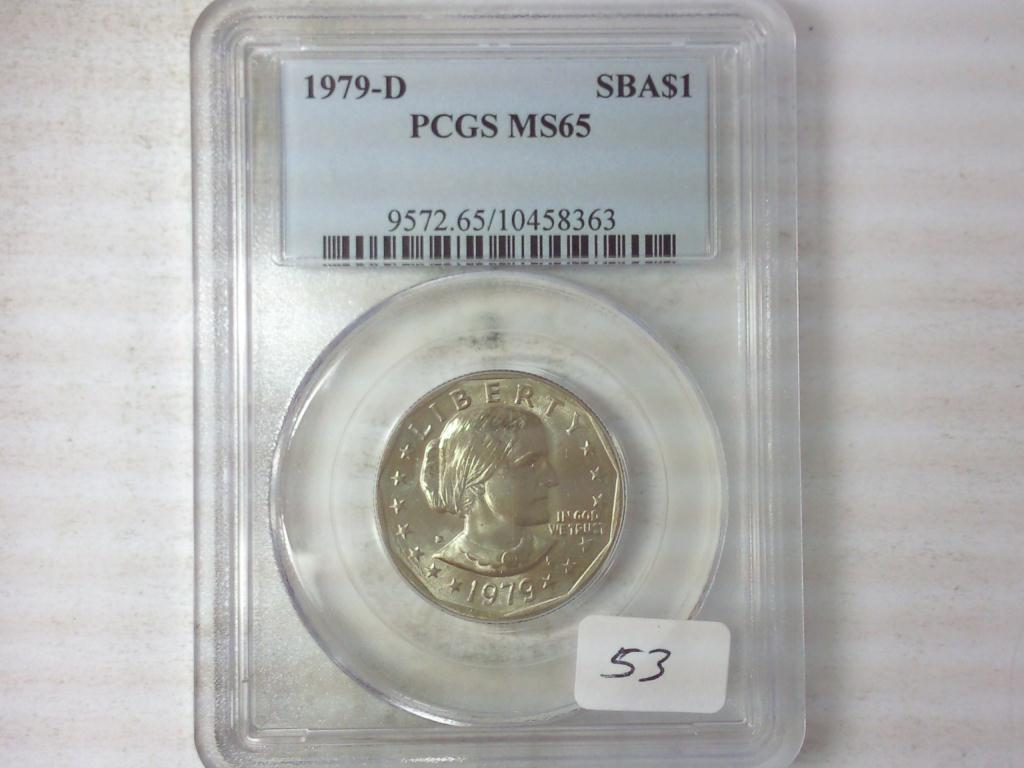 1979-D SBA$1
PCGS MS65
9572.65/10458363
LIBERTY
IN GOD
WE TRUST
D
1979
53